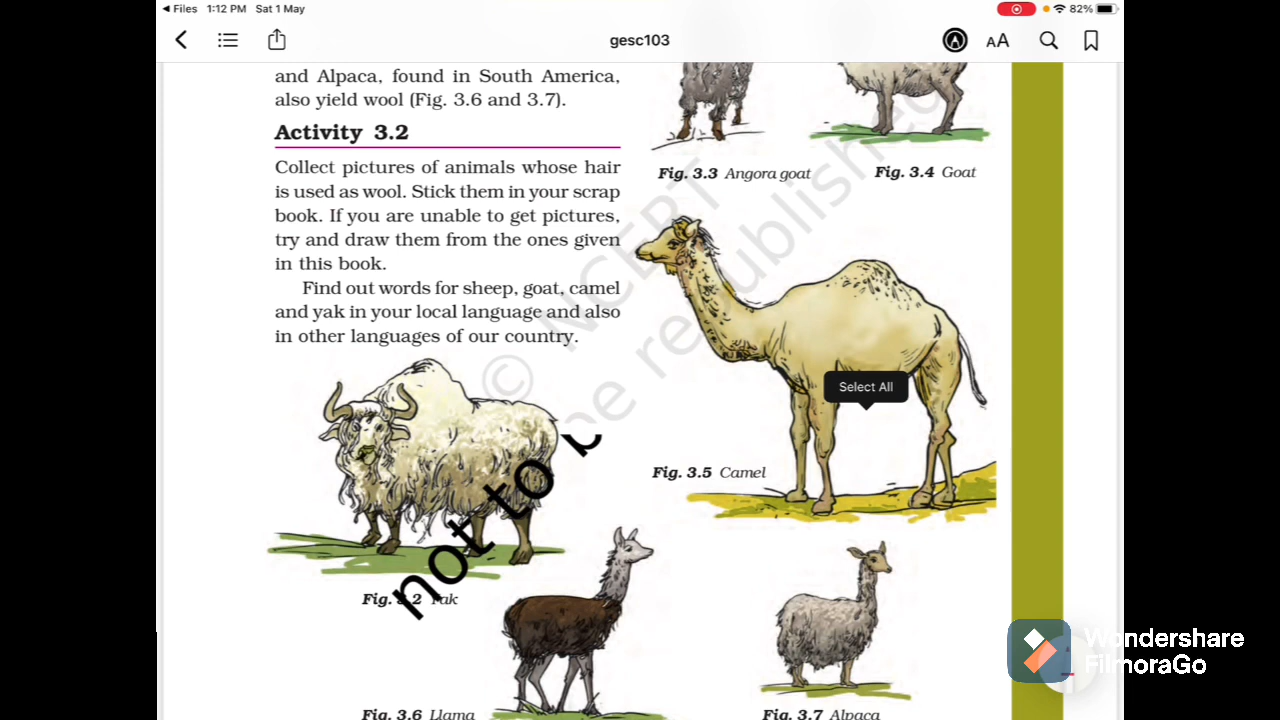 Files 1:12 PM Sat 1 May
82%
gesc103
AA
and Alpaca, found in South America,
also yield wool (Fig. 3.6 and 3.7).
Activity 3.2
Collect pictures of animals whose hair
is used as wool. Stick them in your scrap
book. If you are unable to get pictures,
try and draw them from the ones given
in this book.
Find out words for sheep, goat, camel
and yak in your local language and also
in other languages of our country.
Fig. 3.3 Angora goat
Fig. 3.4 Goat
© NCERT
not to be republished
Select All
Fig. 3.5 Camel
Fig. 3.2 Yak
Fig. 3.6 Llama
Fig. 3.7 Alpaca
Wondershare
FilmoraGo